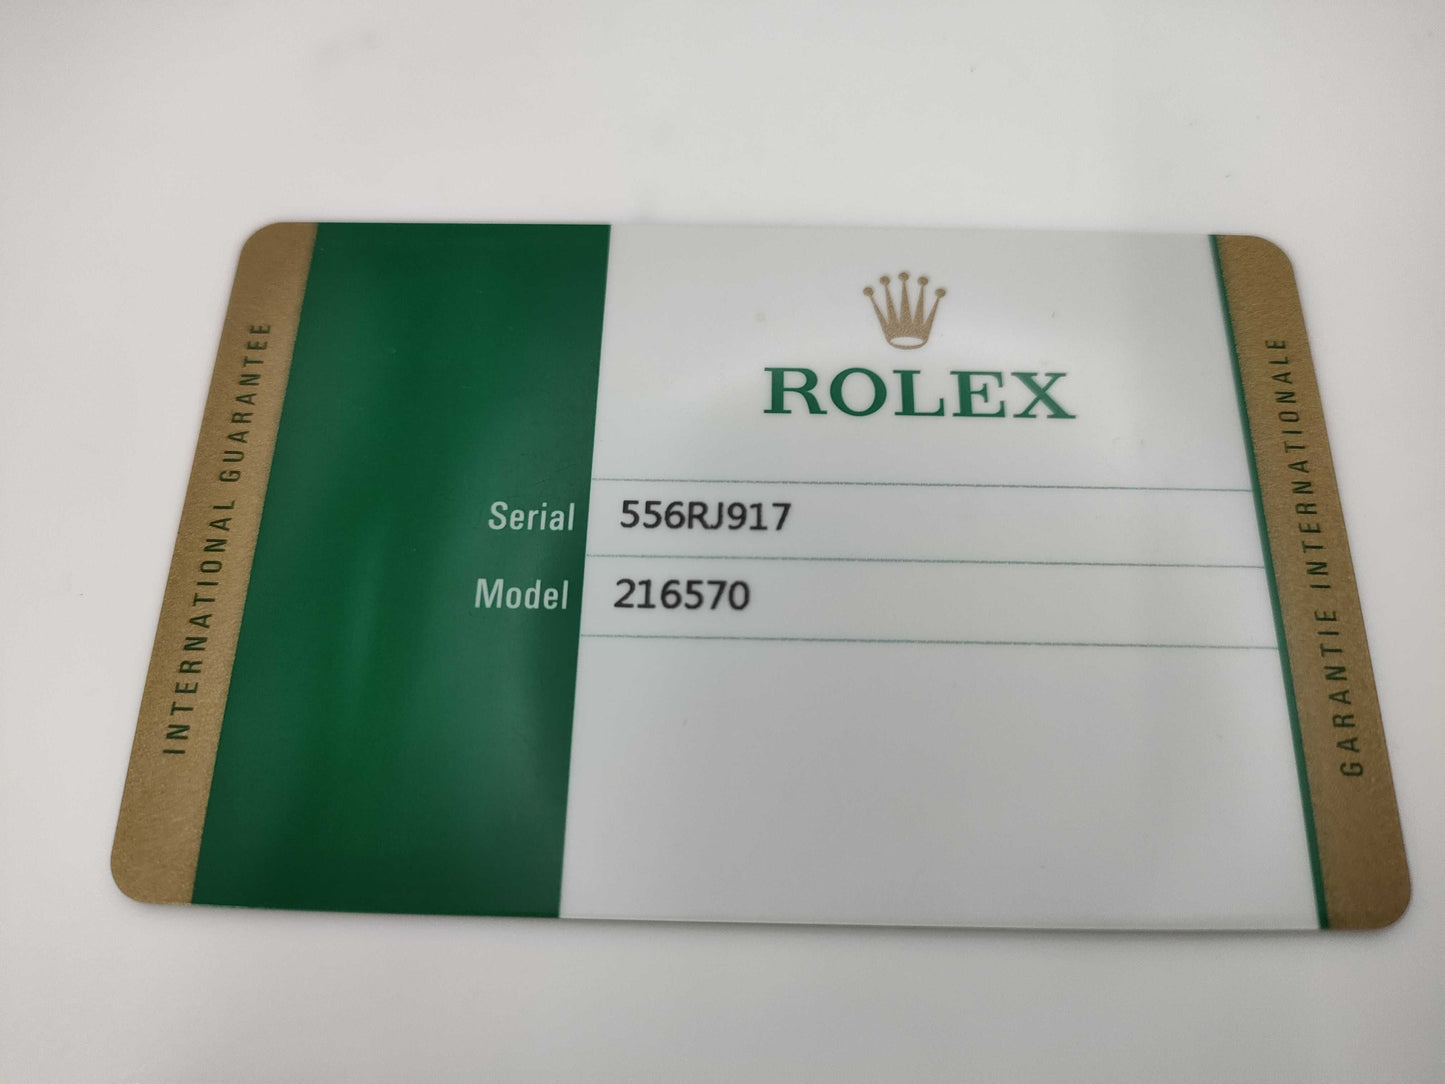 INTERNATIONAL GUARANTEE
ROLEX
Serial 556RJ917
Model 216570
GARANTIE INTERNATIONALE